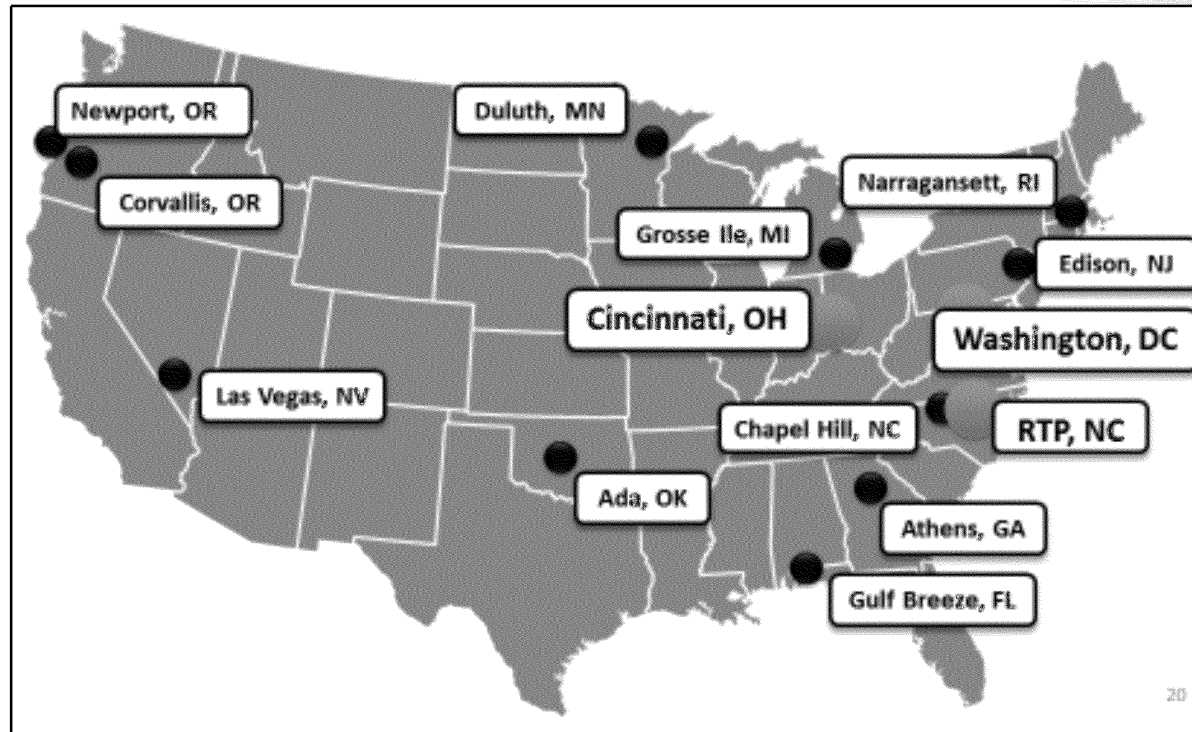 Newport, OR
Duluth, MN
Narragansett, RI
Corvallis, OR
Grosse Ile, MI
Edison, NJ
Cincinnati, OH
Washington, DC
Las Vegas, NV
Chapel Hill, NC
RTP, NC
Ada, OK
Athens, GA
Gulf Breeze, FL
20